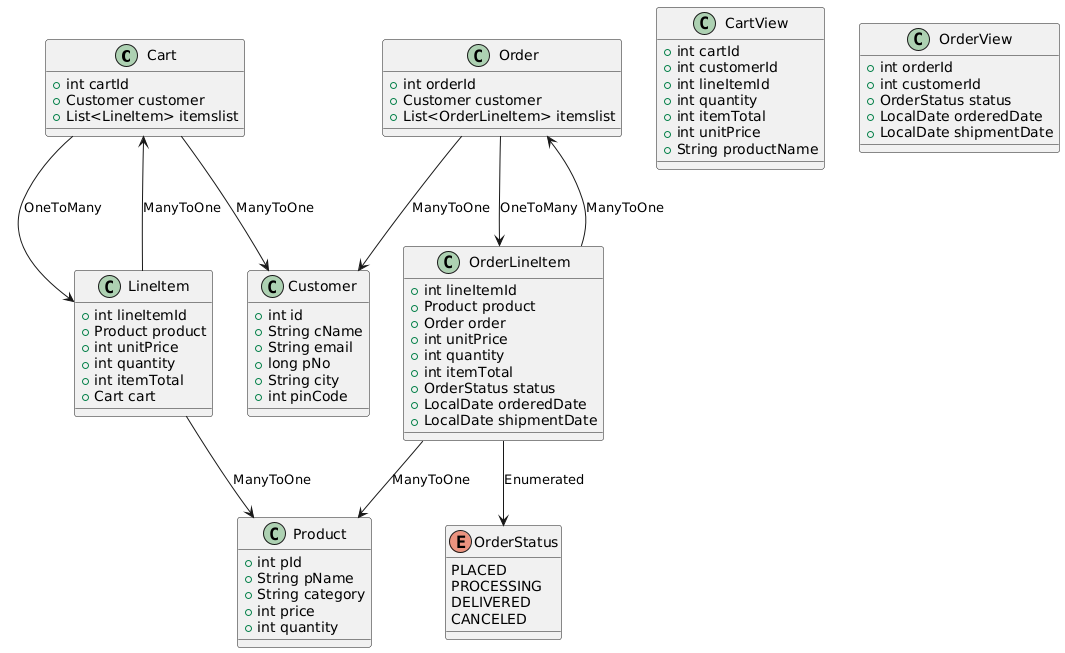 C Cart
int cartId
Customer customer
List<LineItem> itemslist
C Order
int orderId
Customer customer
List<OrderLineItem> itemslist
C CartView
int cartId
int customerId
int lineItemId
int quantity
int itemTotal
int unitPrice
String productName
C OrderView
int orderId
int customerId
OrderStatus status
LocalDate orderedDate
LocalDate shipmentDate
OneToMany
ManyToOne
ManyToOne
ManyToOne
OneToMany
ManyToOne
C LineItem
int lineItemId
Product product
int unitPrice
int quantity
int itemTotal
Cart cart
C Customer
int id
String cName
String email
long pNo
String city
int pinCode
C OrderLineItem
int lineItemId
Product product
Order order
int unitPrice
int quantity
int itemTotal
OrderStatus status
LocalDate orderedDate
LocalDate shipmentDate
ManyToOne
ManyToOne
Enumerated
C Product
int pId
String pName
String category
int price
int quantity
E OrderStatus
PLACED
PROCESSING
DELIVERED
CANCELED